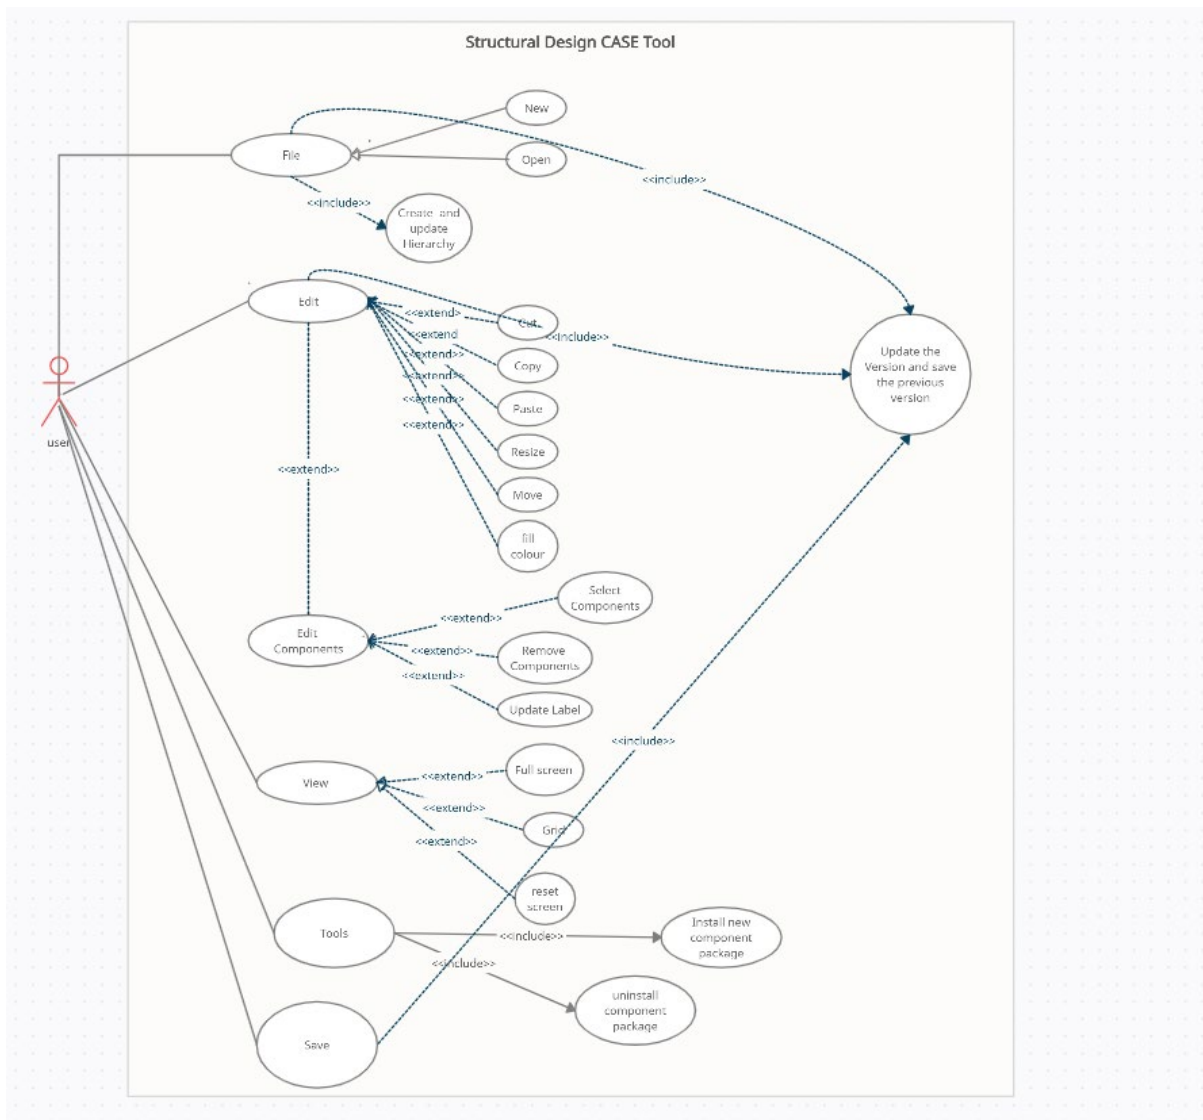 Structural Design CASE Tool
New
File
Open
<<include>>
<<include>>
Create and
update
Hierarchy
Edit
<<extend>>
Cut
<<include>>
<<extend
Copy
<<extend>>
<<extend>>
Paste
<<extend>>
<<extend>>
Resize
Move
fill
colour
Update the
Version and save
the previous
version
user
<<extend>>
Select
Components
<<extend>>
Edit
Components
<<extend>>
Remove
Components
<<extend>>
Update Label
<<include>>
View
<<extend>>
Full screen
<<extend>>
Grid
<<extend>>
reset
screen
Tools
<<include>>
Install new
component
package
<<include>>
uninstall
component
package
Save